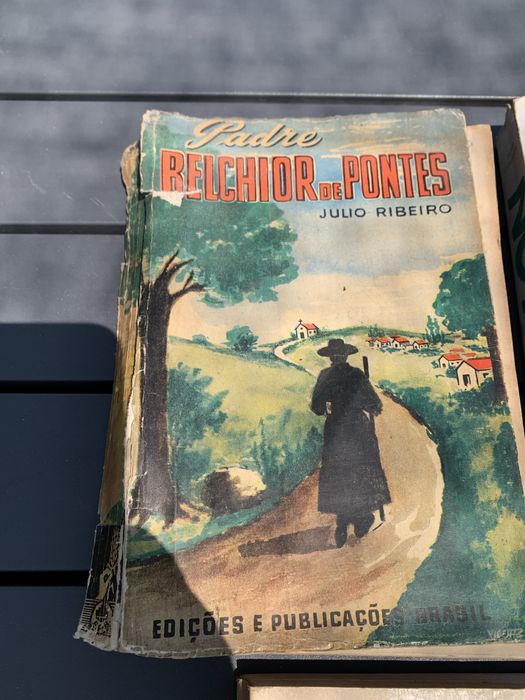 Padre
BELCHIOR DE PONTES
JULIO RIBEIRO
EDIÇÕES E PUBLICAÇÕES BRASIL